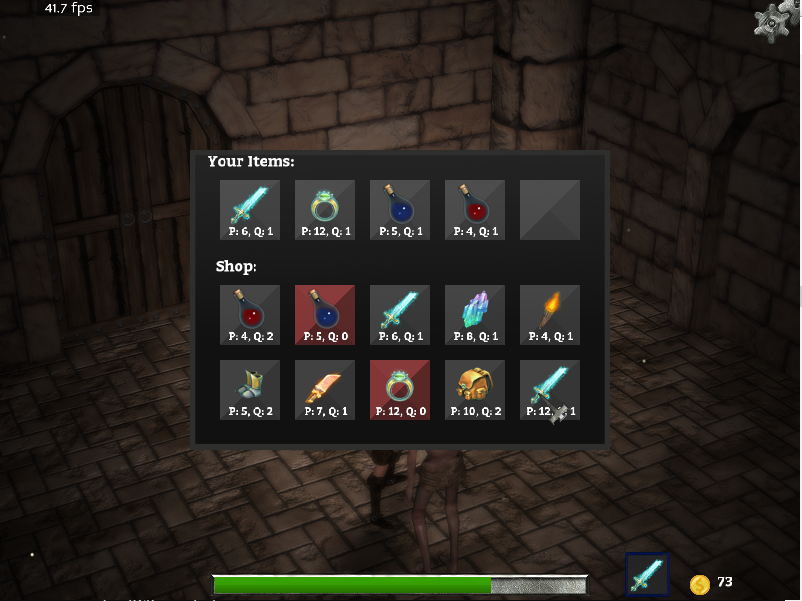 41.7 fps
Your Items:
P: 6, Q: 1 P: 12, Q: 1 P: 5, Q: 1 P: 4, Q: 1
Shop:
P: 4, Q: 2 P: 5, Q: 0 P: 6, Q: 1 P: 8, Q: 1 P: 4, Q: 1
P: 5, Q: 2 P: 7, Q: 1 P: 12, Q: 0 P: 10, Q: 2 P: 12, 1
73